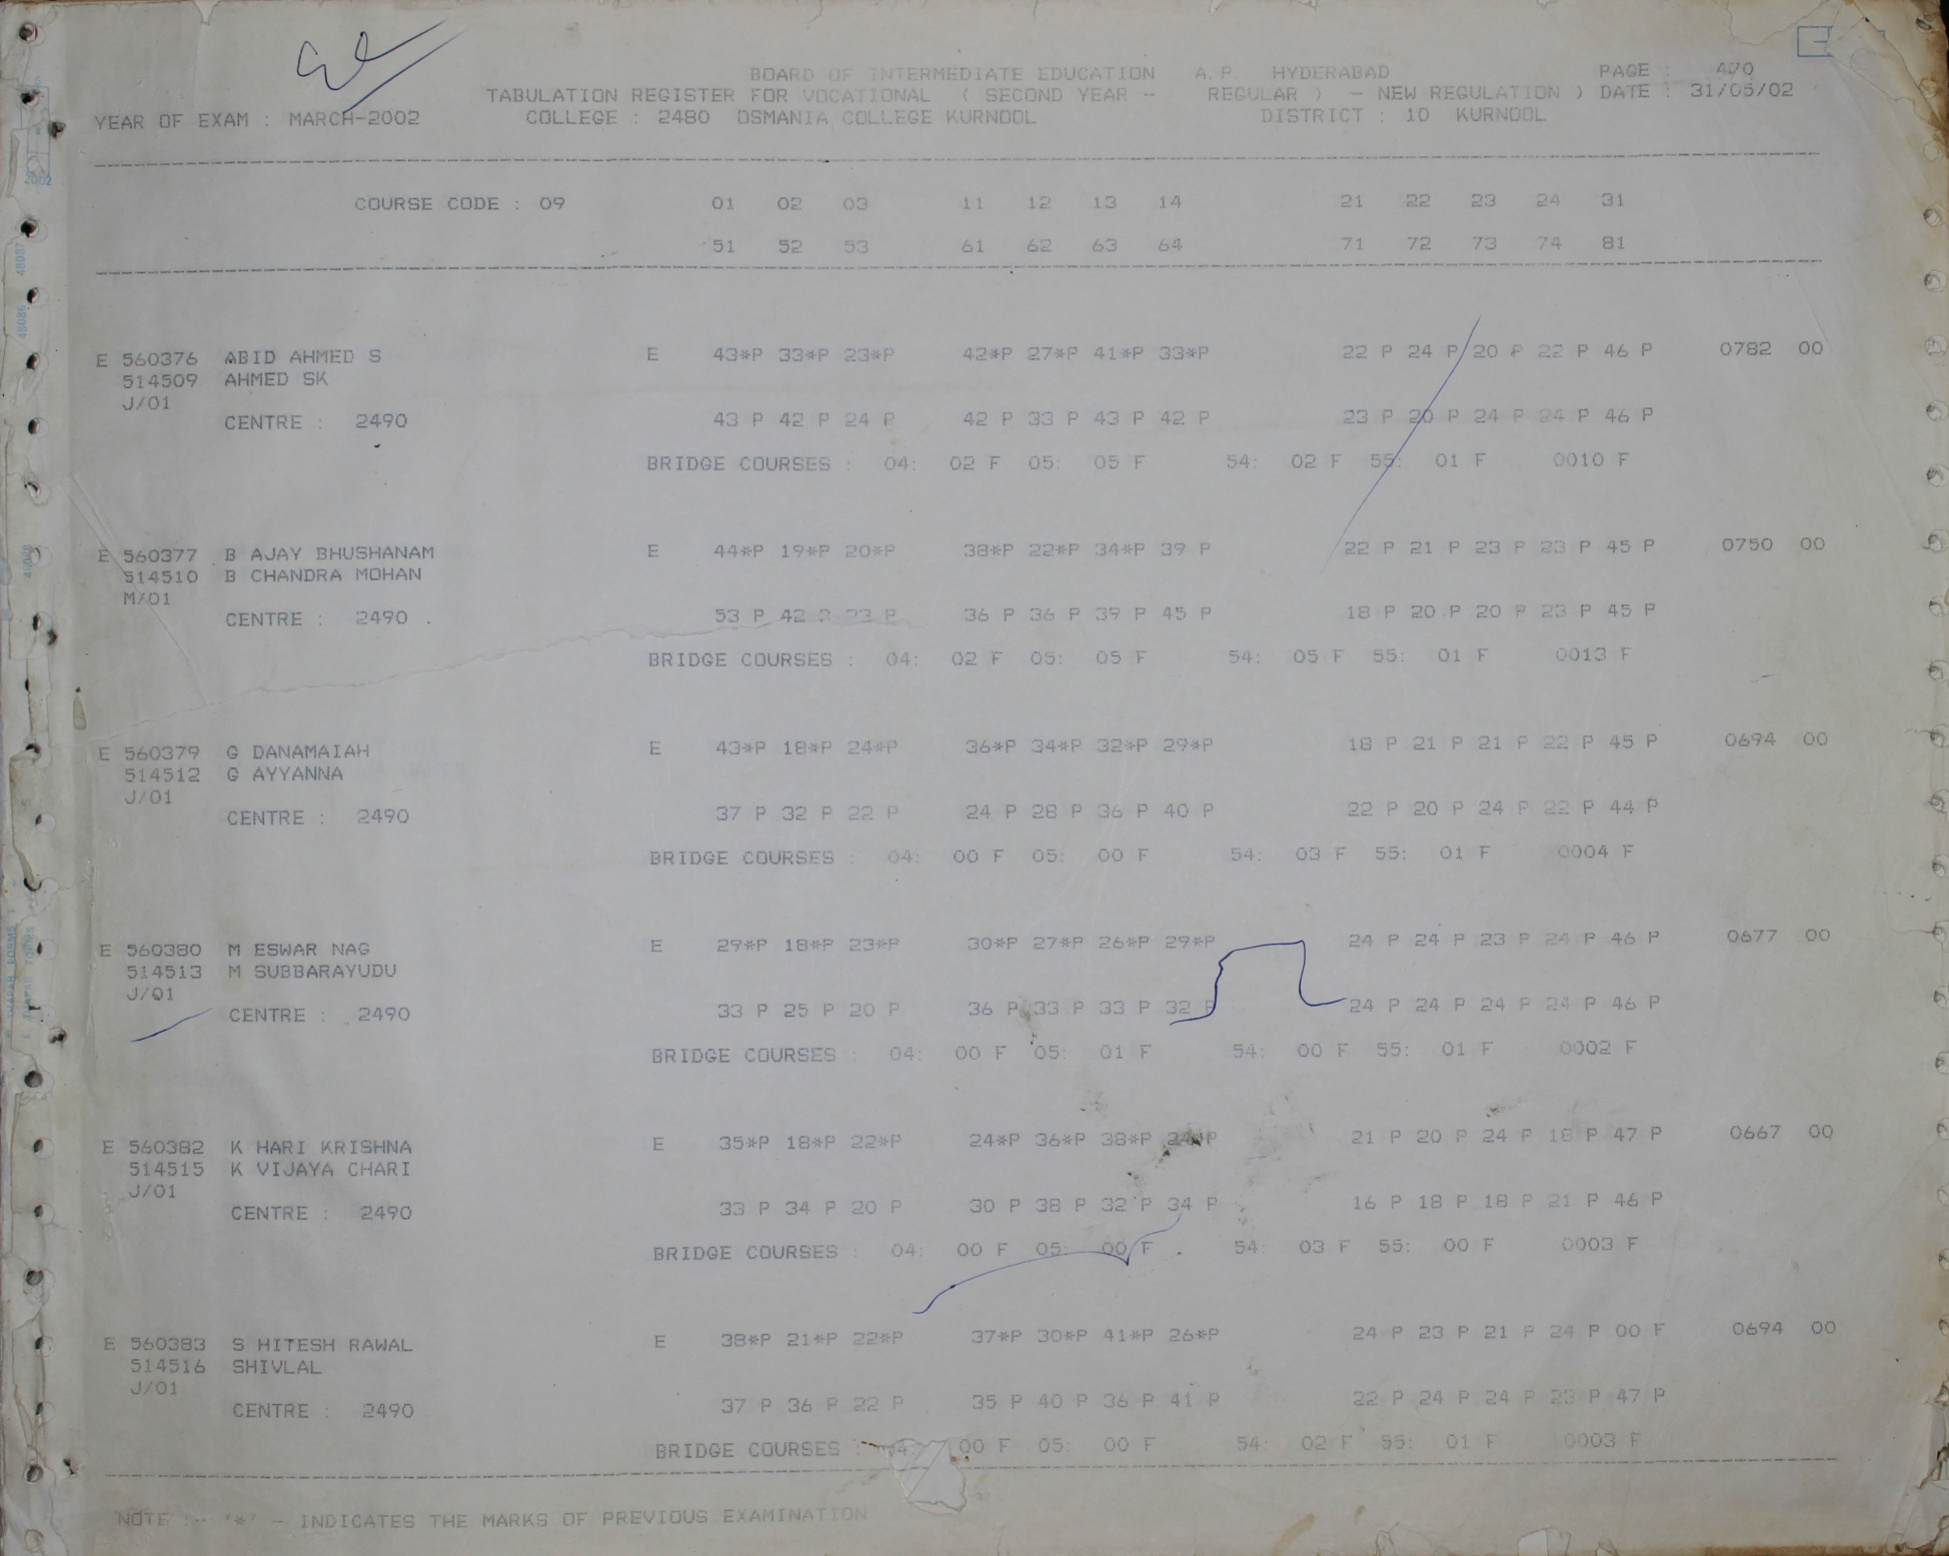 BOARD OF INTERMEDIATE EDUCATION A.P. HYDERABAD PAGE : 470
TABULATION REGISTER FOR VOCATIONAL ( SECOND YEAR - REGULAR ) - NEW REGULATION ) DATE : 31/05/02
YEAR OF EXAM : MARCH-2002 COLLEGE : 2480 OSMANIA COLLEGE KURNOOL DISTRICT : 10 KURNOOL
COURSE CODE : 09 01 02 03 11 12 13 14 21 22 23 24 31
51 52 53 61 62 63 64 71 72 73 74 81
E 560376 ABID AHMED S E 43*P 33*P 23*P 42*P 27*P 41*P 33*P 22 P 24 P 20 P 22 P 46 P 0782 00
514509 AHMED SK
J/01
CENTRE : 2490 43 P 42 P 24 P 42 P 33 P 43 P 42 P 23 P 20 P 24 P 24 P 46 P
BRIDGE COURSES : 04: 02 F 05: 05 F 54: 02 F 55: 01 F 0010 F
E 560377 B AJAY BHUSHANAM E 44*P 19*P 20*P 38*P 22*P 34*P 39 P 22 P 21 P 23 P 23 P 45 P 0750 00
514510 B CHANDRA MOHAN
M/01
CENTRE : 2490 53 P 42 P 23 P 36 P 36 P 39 P 45 P 18 P 20 P 20 P 23 P 45 P
BRIDGE COURSES : 04: 02 F 05: 05 F 54: 05 F 55: 01 F 0013 F
E 560379 G DANAMAIAH E 43*P 18*P 24*P 36*P 34*P 32*P 29*P 18 P 21 P 21 P 22 P 45 P 0694 00
514512 G AYYANNA
J/01
CENTRE : 2490 37 P 32 P 22 P 24 P 28 P 36 P 40 P 22 P 20 P 24 P 22 P 44 P
BRIDGE COURSES : 04: 00 F 05: 00 F 54: 03 F 55: 01 F 0004 F
E 560380 M ESWAR NAG E 29*P 18*P 23*P 30*P 27*P 26*P 29*P 24 P 24 P 23 P 24 P 46 P 0677 00
514513 M SUBBARAYUDU
J/01
CENTRE : 2490 33 P 25 P 20 P 36 P 33 P 33 P 32 P 24 P 24 P 24 P 24 P 46 P
BRIDGE COURSES : 04: 00 F 05: 01 F 54: 00 F 55: 01 F 0002 F
E 560382 K HARI KRISHNA E 35*P 18*P 22*P 24*P 36*P 38*P 24*P 21 P 20 P 24 P 18 P 47 P 0667 00
514515 K VIJAYA CHARI
J/01
CENTRE : 2490 33 P 34 P 20 P 30 P 38 P 32 P 34 P 16 P 18 P 18 P 21 P 46 P
BRIDGE COURSES : 04: 00 F 05: 00 F 54: 03 F 55: 00 F 0003 F
E 560383 S HITESH RAWAL E 38*P 21*P 22*P 37*P 30*P 41*P 26*P 24 P 23 P 21 P 24 P 00 F 0694 00
514516 SHIVLAL
J/01
CENTRE : 2490 37 P 36 P 22 P 35 P 40 P 36 P 41 P 22 P 24 P 24 P 23 P 47 P
BRIDGE COURSES : 04: 00 F 05: 00 F 54: 02 F 55: 01 F 0003 F
NOTE :- '*' - INDICATES THE MARKS OF PREVIOUS EXAMINATION